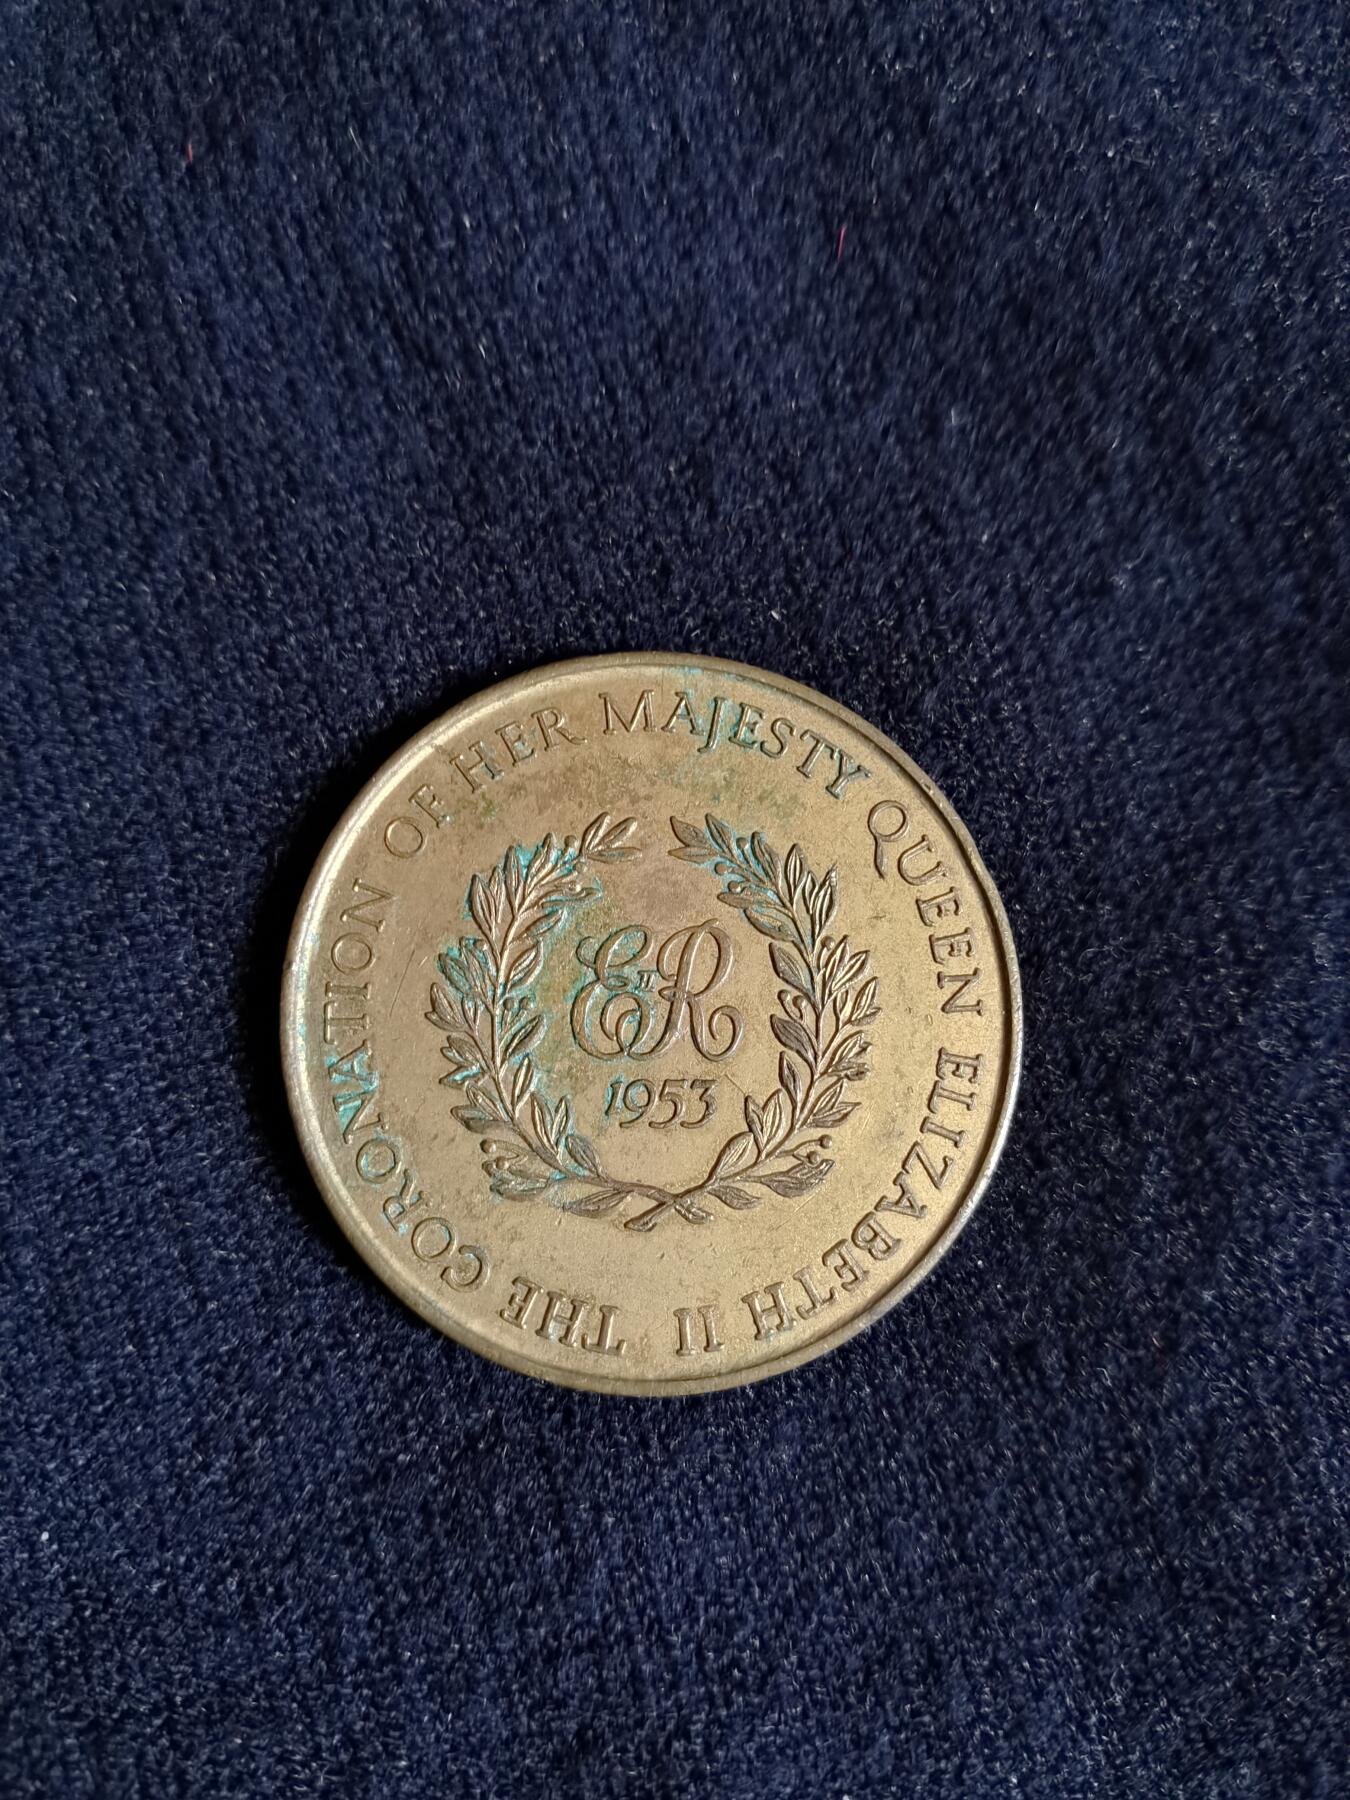 THE CORONATION OF HER MAJESTY QUEEN ELIZABETH II
EIIR
1953